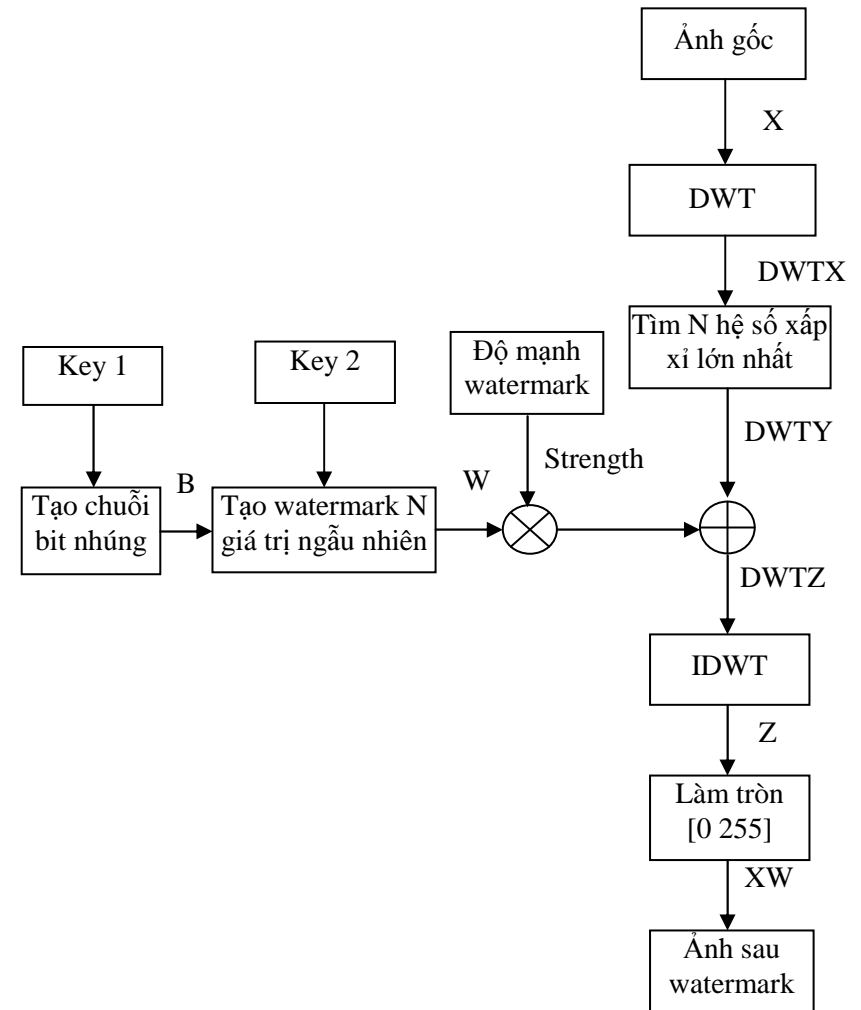 Ảnh gốc
X
DWT
DWTX
Tìm N hệ số xấp
xỉ lớn nhất
Độ mạnh
watermark
Key 1
Key 2
DWTY
Strength
B
W
Tạo chuỗi
bit nhúng
Tạo watermark N
giá trị ngẫu nhiên
DWTZ
IDWT
Z
Làm tròn
[0 255]
XW
Ảnh sau
watermark